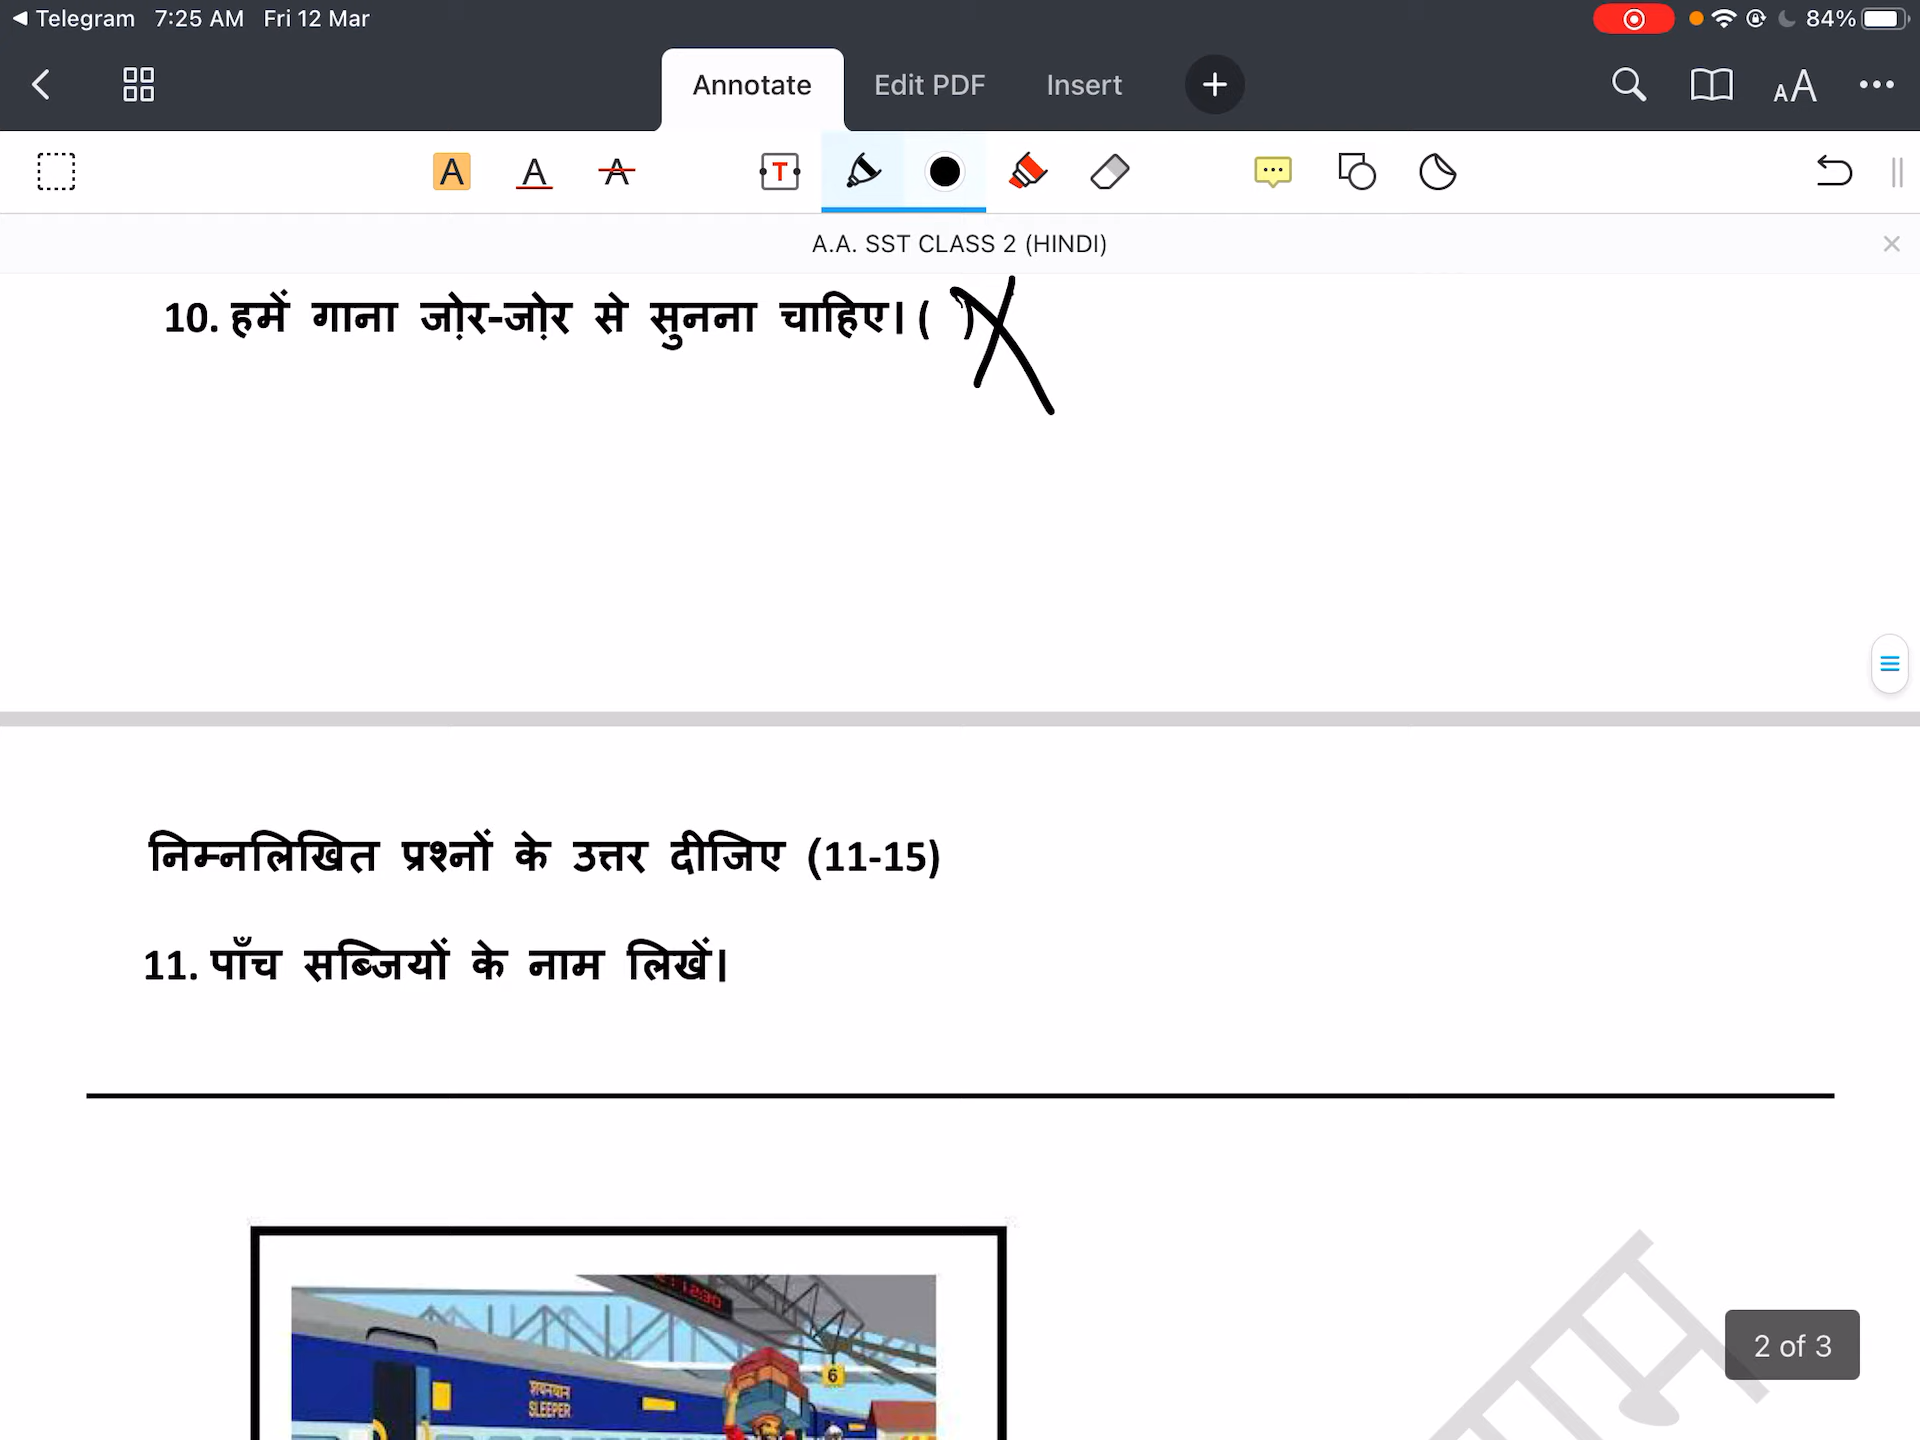 Telegram 7:25 AM Fri 12 Mar 84%
Annotate Edit PDF Insert
A.A. SST CLASS 2 (HINDI)
10. हमें गाना ज़ोर-ज़ोर से सुनना चाहिए। ( )
निम्नलिखित प्रश्नों के उत्तर दीजिए (11-15)
11. पाँच सब्जियों के नाम लिखें।
6
शयनयान
SLEEPER
2 of 3